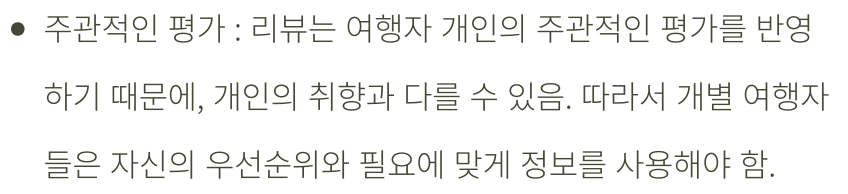 ● 주관적인 평가 : 리뷰는 여행자 개인의 주관적인 평가를 반영
하기 때문에, 개인의 취향과 다를 수 있음. 따라서 개별 여행자
들은 자신의 우선순위와 필요에 맞게 정보를 사용해야 함.